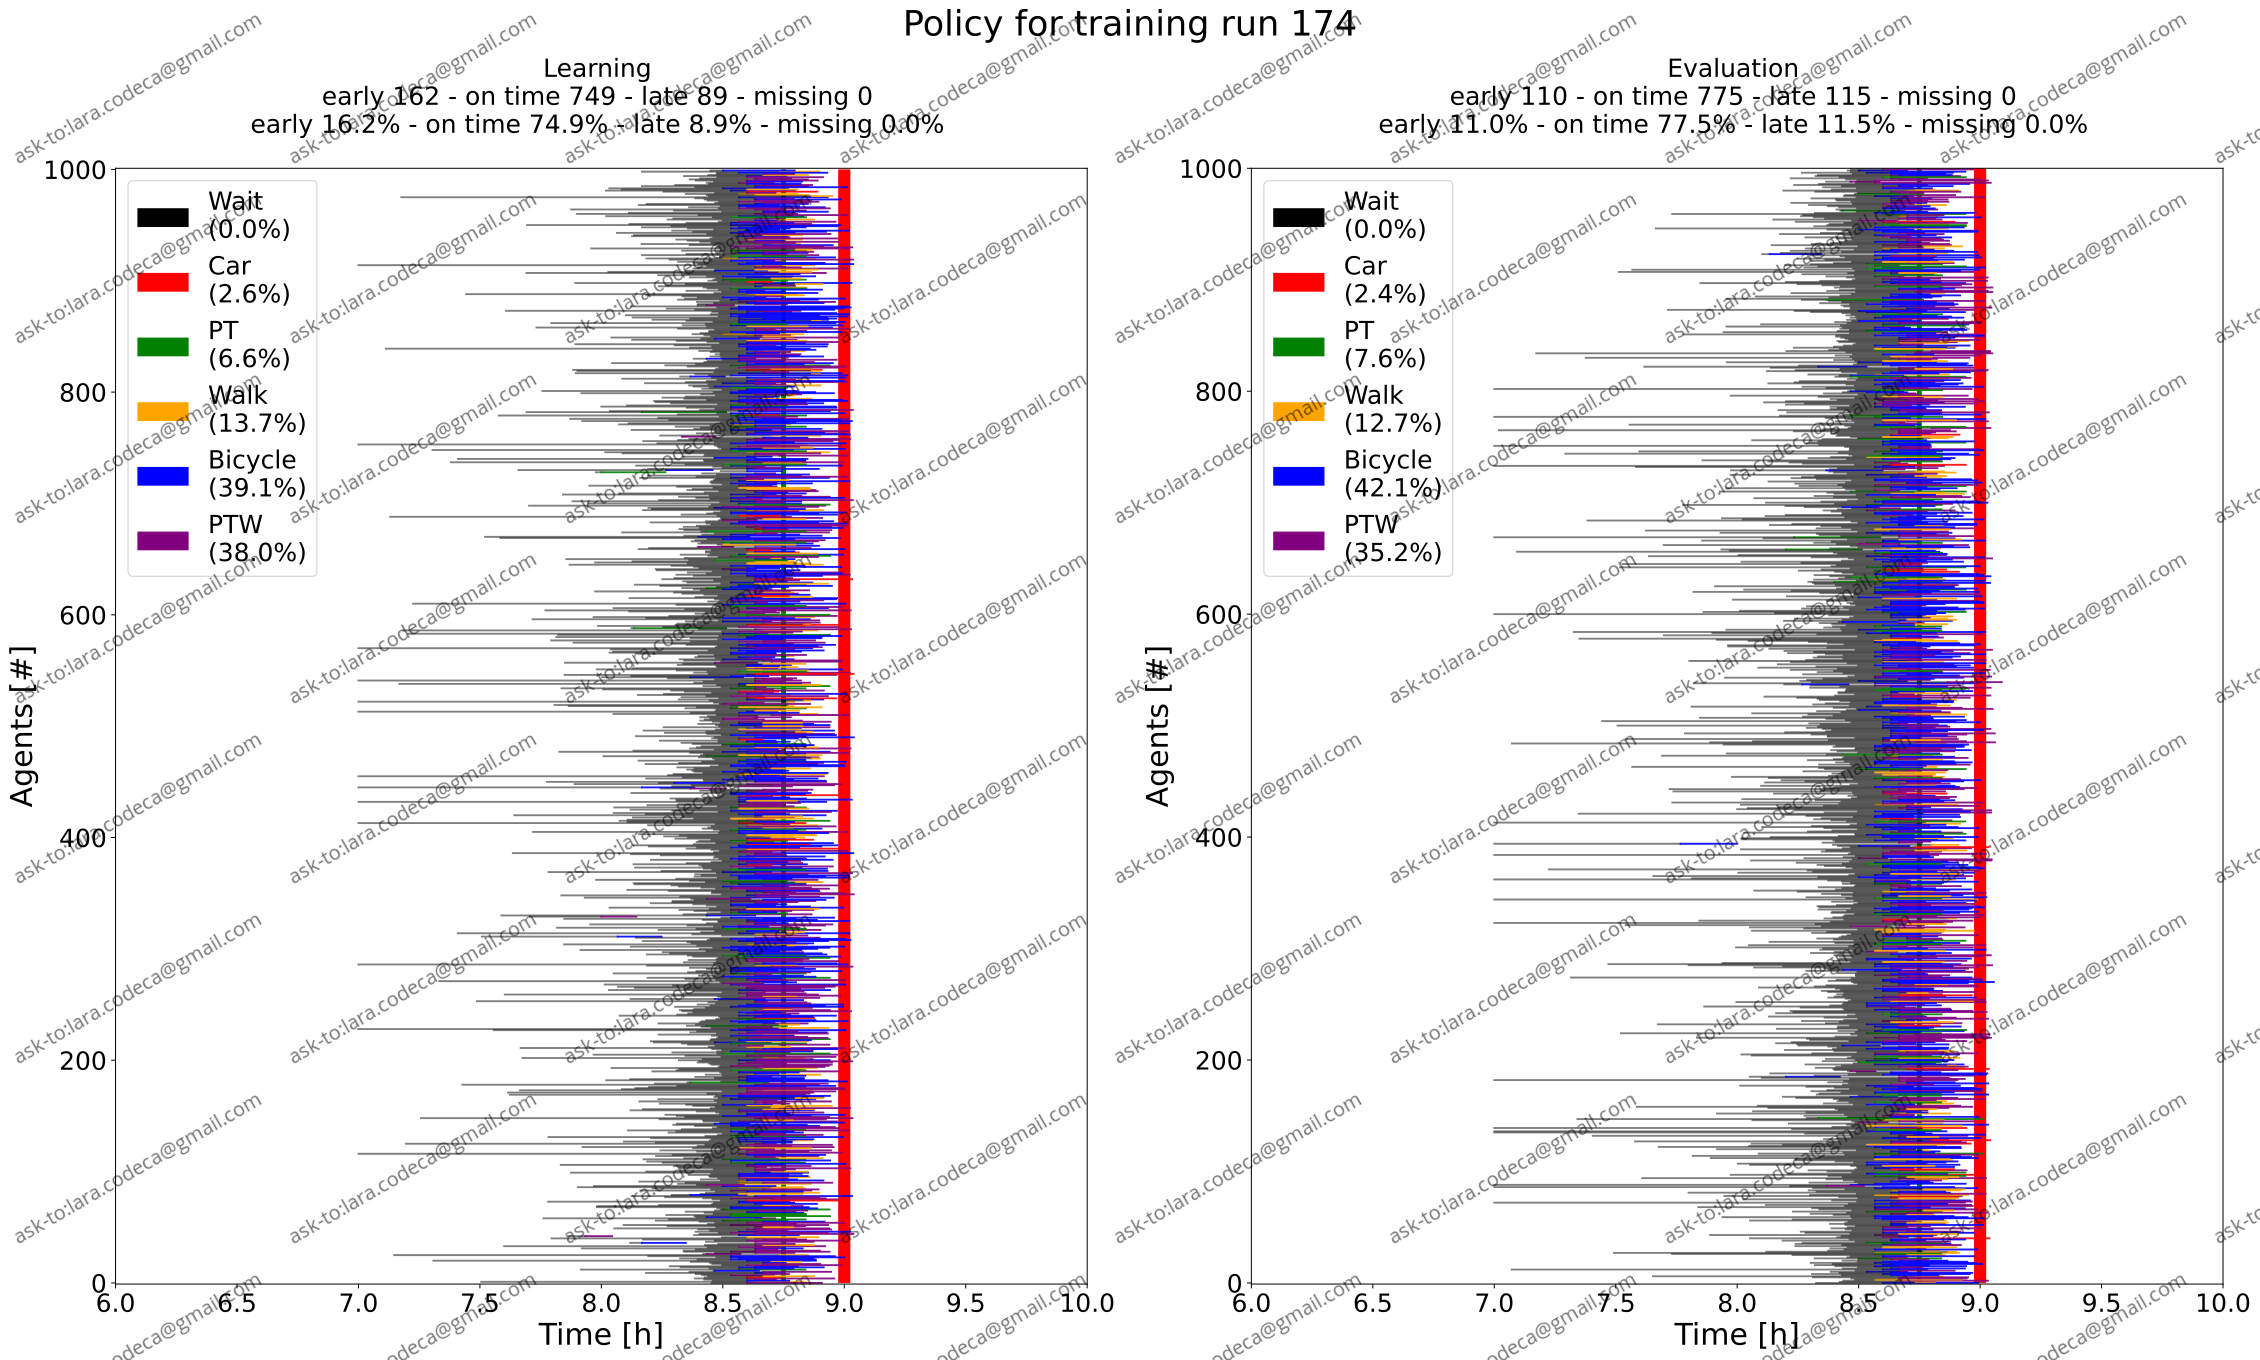 Policy for training run 174
Learning
early 162 - on time 749 - late 89 - missing 0
early 16.2% - on time 74.9% - late 8.9% - missing 0.0%
Wait
(0.0%)
Car
(2.6%)
PT
(6.6%)
Walk
(13.7%)
Bicycle
(39.1%)
PTW
(38.0%)
1000
800
600
400
200
0
Agents [#]
6.0 6.5 7.0 7.5 8.0 8.5 9.0 9.5 10.0
Time [h]
Evaluation
early 110 - on time 775 - late 115 - missing 0
early 11.0% - on time 77.5% - late 11.5% - missing 0.0%
Wait
(0.0%)
Car
(2.4%)
PT
(7.6%)
Walk
(12.7%)
Bicycle
(42.1%)
PTW
(35.2%)
1000
800
600
400
200
0
Agents [#]
6.0 6.5 7.0 7.5 8.0 8.5 9.0 9.5 10.0
Time [h]
ask-to:lara.codeca@gmail.com